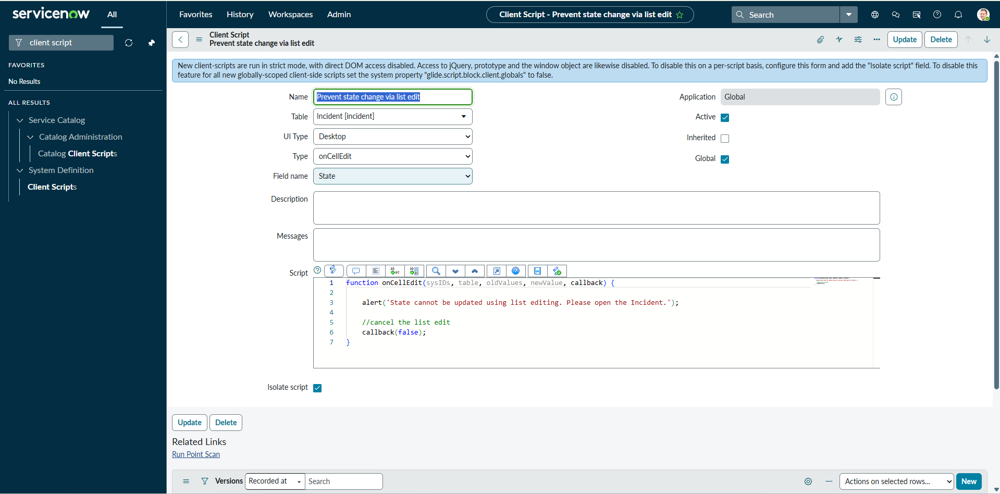 servicenow
All
Favorites
History
Workspaces
Admin
Client Script - Prevent state change via list edit
Search
client script
FAVORITES
No Results
ALL RESULTS
Service Catalog
Catalog Administration
Catalog Client Scripts
System Definition
Client Scripts
Client Script
Prevent state change via list edit
Update
Delete
New client-scripts are run in strict mode, with direct DOM access disabled. Access to jQuery, prototype and the window object are likewise disabled. To disable this on a per-script basis, configure this form and add the "Isolate script" field. To disable this
feature for all new globally-scoped client-side scripts set the system property "glide.script.block.client.globals" to false.
Name
Prevent state change via list edit
Table
Incident [incident]
UI Type
Desktop
Type
onCellEdit
Field name
State
Application
Global
Active
Inherited
Global
Description
Messages
Script
1 function onCellEdit(sysIDs, table, oldValues, newValue, callback) {
2
3 alert('State cannot be updated using list editing. Please open the Incident.');
4
5 //cancel the list edit
6 callback(false);
7 }
Isolate script
Update
Delete
Related Links
Run Point Scan
Versions
Recorded at
Search
Actions on selected rows...
New